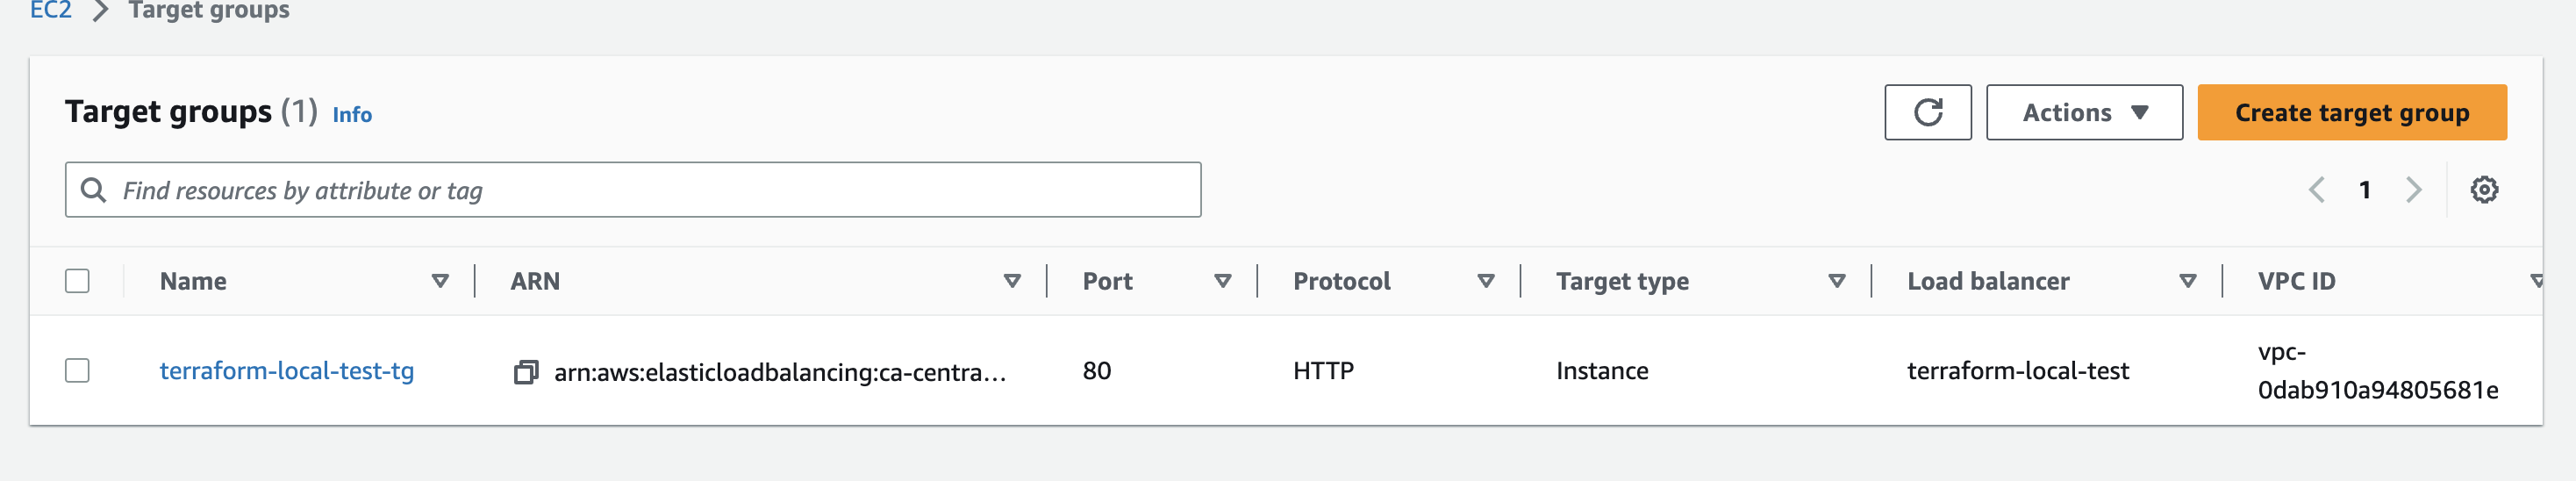 EC2 > Target groups
Target groups (1) Info
Actions
Create target group
Find resources by attribute or tag
1
Name ARN Port Protocol Target type Load balancer VPC ID
terraform-local-test-tg arn:aws:elasticloadbalancing:ca-centra... 80 HTTP Instance terraform-local-test vpc-
0dab910a94805681e